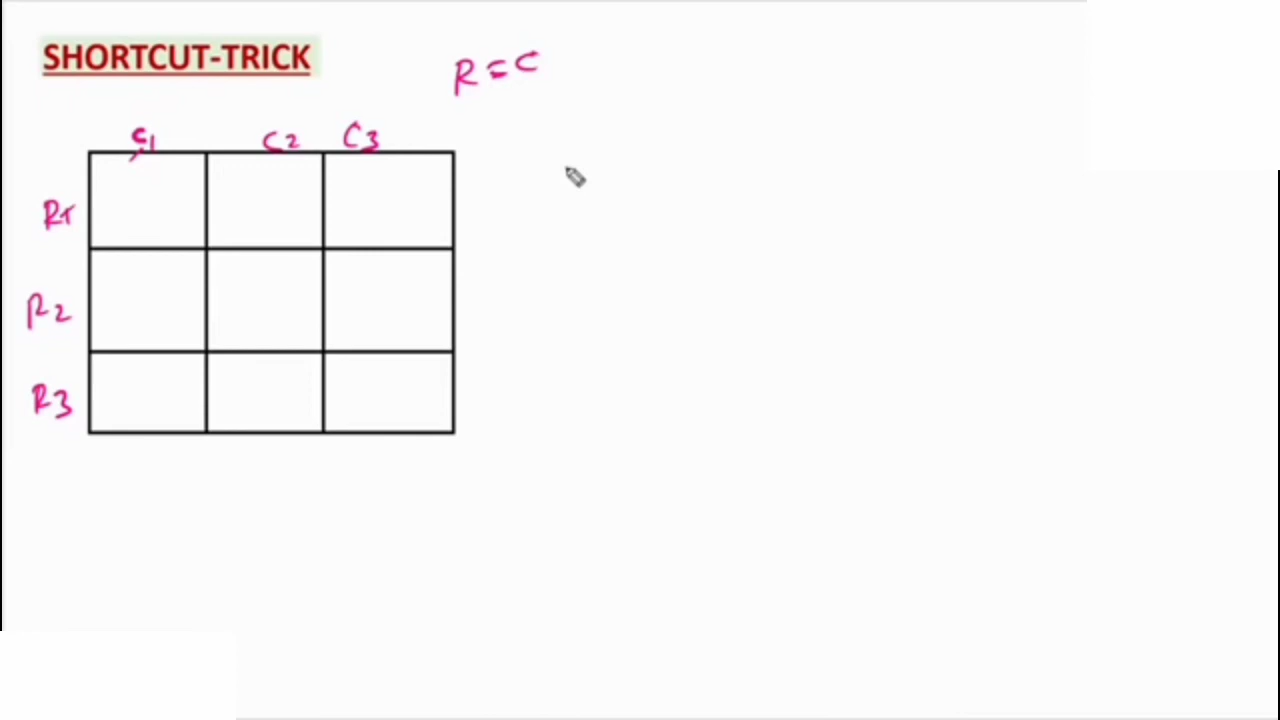 SHORTCUT-TRICK
R = C
C1 C2 C3
R1
R2
R3